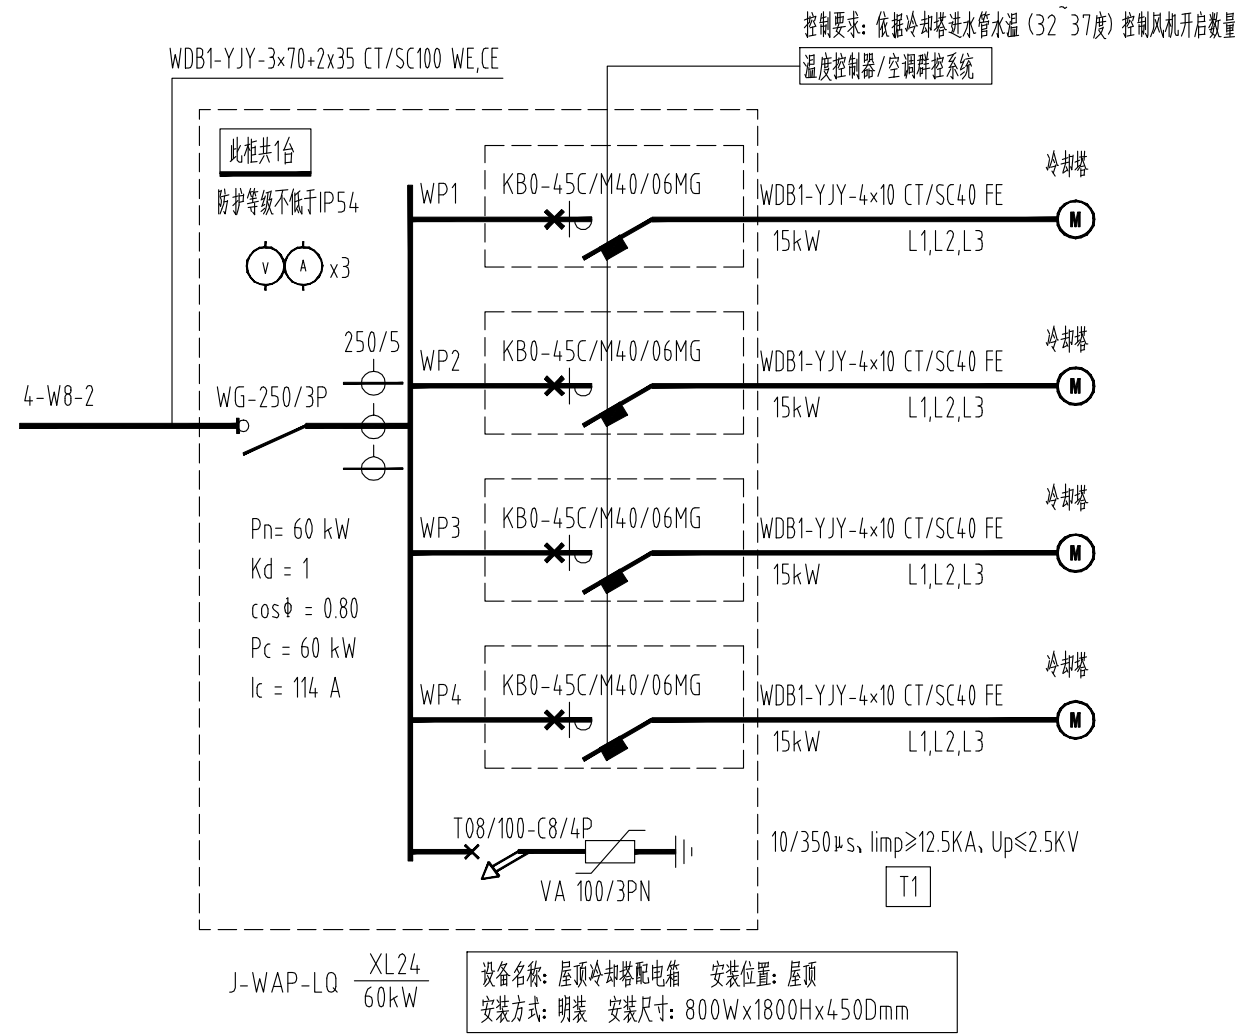 控制要求：依据冷却塔进水管水温（32~37度）控制风机开启数量
WDB1-YJY-3×70+2x35 CT/SC100 WE,CE
温度控制器/空调群控系统
此柜共1台
防护等级不低于IP54
V A x3
WP1
KB0-45C/M40/06MG
WDB1-YJY-4×10 CT/SC40 FE
15kW L1,L2,L3
冷却塔
M
250/5
WP2
KB0-45C/M40/06MG
WDB1-YJY-4×10 CT/SC40 FE
15kW L1,L2,L3
冷却塔
M
4-W8-2
WG-250/3P
WP3
KB0-45C/M40/06MG
WDB1-YJY-4×10 CT/SC40 FE
15kW L1,L2,L3
冷却塔
M
Pn= 60 kW
Kd = 1
cosΦ = 0.80
Pc = 60 kW
Ic = 114 A
WP4
KB0-45C/M40/06MG
WDB1-YJY-4×10 CT/SC40 FE
15kW L1,L2,L3
冷却塔
M
T08/100-C8/4P
VA 100/3PN
10/350μs、Iimp≥12.5KA、Up≤2.5KV
T1
J-WAP-LQ
XL24
60kW
设备名称：屋顶冷却塔配电箱 安装位置：屋顶
安装方式：明装 安装尺寸：800Wx1800Hx450Dmm